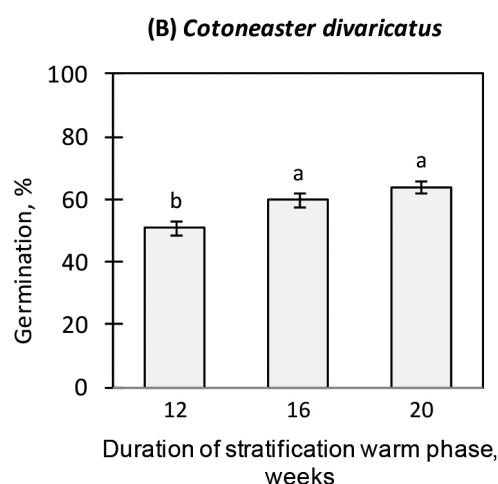 (B) Cotoneaster divaricatus
100
80
60
40
20
0
Germination, %
b
a
a
12
16
20
Duration of stratification warm phase,
weeks